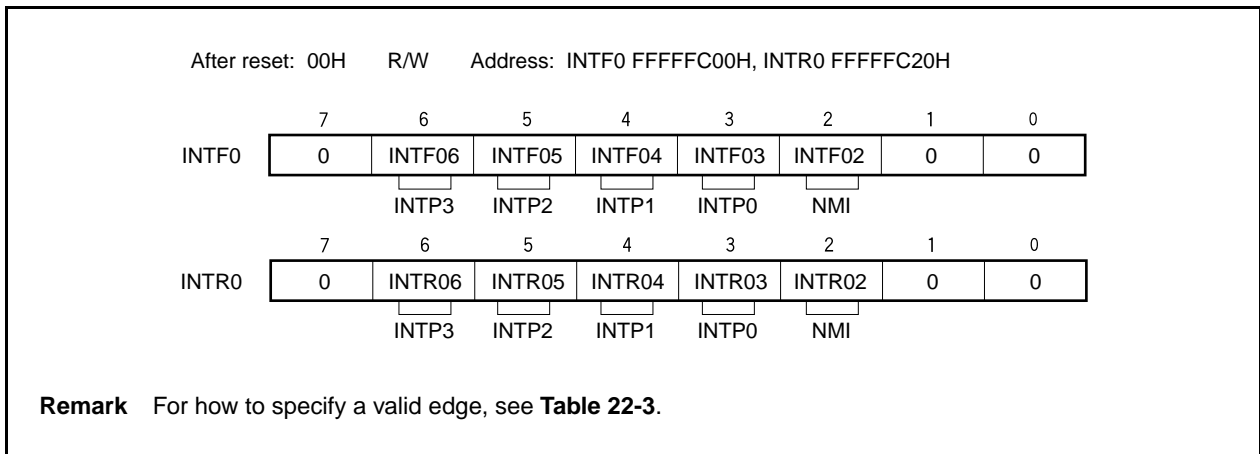 After reset: 00H R/W Address: INTF0 FFFFFC00H, INTR0 FFFFFC20H
7 6 5 4 3 2 1 0
INTF0 0 INTF06 INTF05 INTF04 INTF03 INTF02 0 0
INTP3 INTP2 INTP1 INTP0 NMI
7 6 5 4 3 2 1 0
INTR0 0 INTR06 INTR05 INTR04 INTR03 INTR02 0 0
INTP3 INTP2 INTP1 INTP0 NMI
Remark For how to specify a valid edge, see Table 22-3.